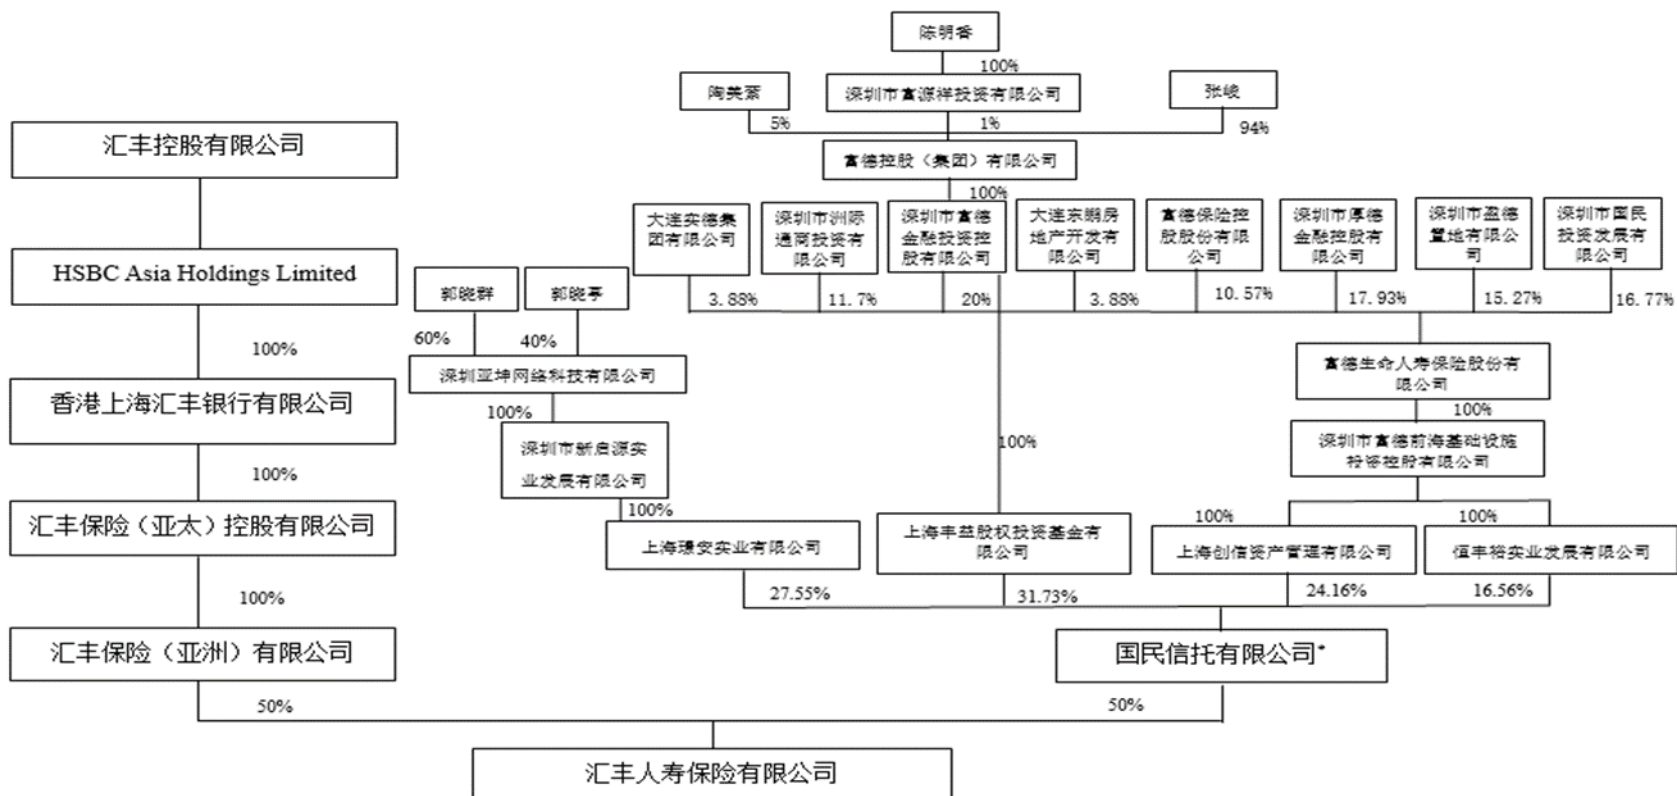 陈明香
100%
陶美萦
深圳市富源祥投资有限公司
张峻
5%
1%
94%
汇丰控股有限公司
富德控股（集团）有限公司
100%
大连实德集
团有限公司
深圳市洲际
通商投资有
限公司
深圳市富德
金融投资控
股有限公司
大连东鹏房
地产开发有
限公司
富德保险控
股股份有限
公司
深圳市厚德
金融控股有
限公司
深圳市盈德
置地有限公
司
深圳市国民
投资发展有
限公司
HSBC Asia Holdings Limited
郭晓群
郭晓亭
3.88%
11.7%
20%
3.88%
10.57%
17.93%
15.27%
16.77%
100%
60%
40%
深圳亚坤网络科技有限公司
富德生命人寿保险股份有
限公司
香港上海汇丰银行有限公司
100%
100%
深圳市新启源实
业发展有限公司
100%
深圳市富德前海基础设施
投资控股有限公司
100%
汇丰保险（亚太）控股有限公司
100%
100%
100%
上海璟安实业有限公司
上海丰益股权投资基金有
限公司
上海创信资产管理有限公司
恒丰裕实业发展有限公司
100%
27.55%
31.73%
24.16%
16.56%
汇丰保险（亚洲）有限公司
国民信托有限公司*
50%
50%
汇丰人寿保险有限公司